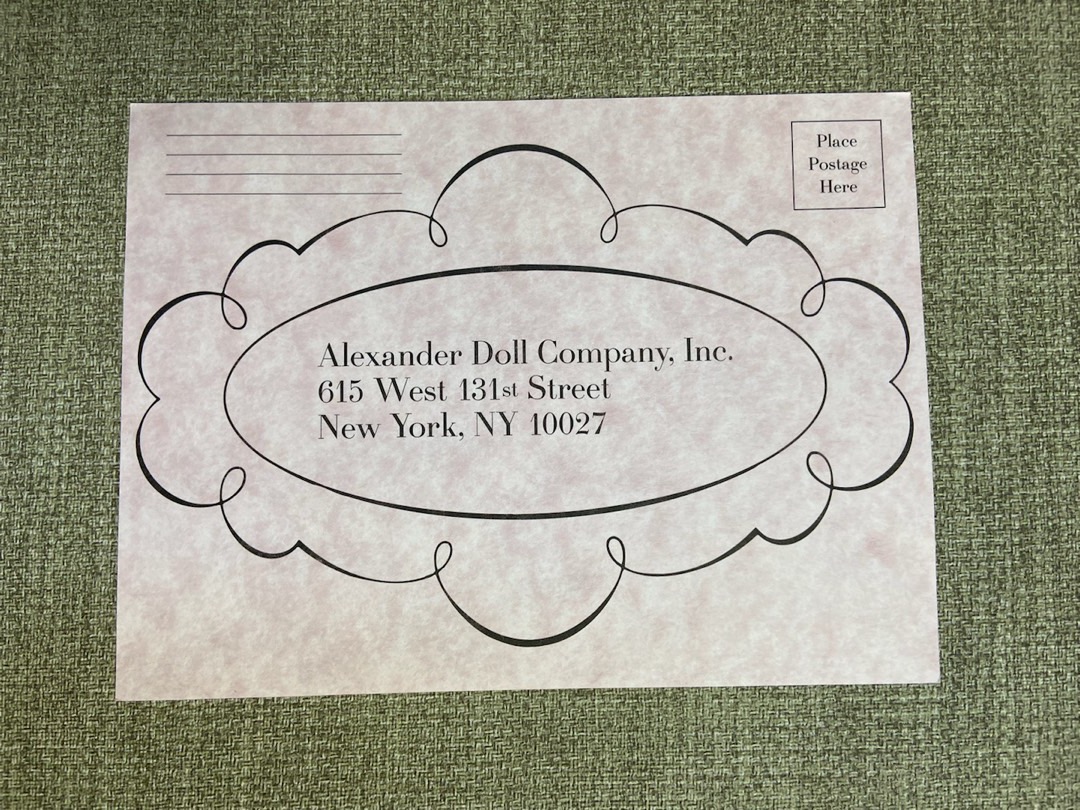 Place
Postage
Here
Alexander Doll Company, Inc.
615 West 131st Street
New York, NY 10027